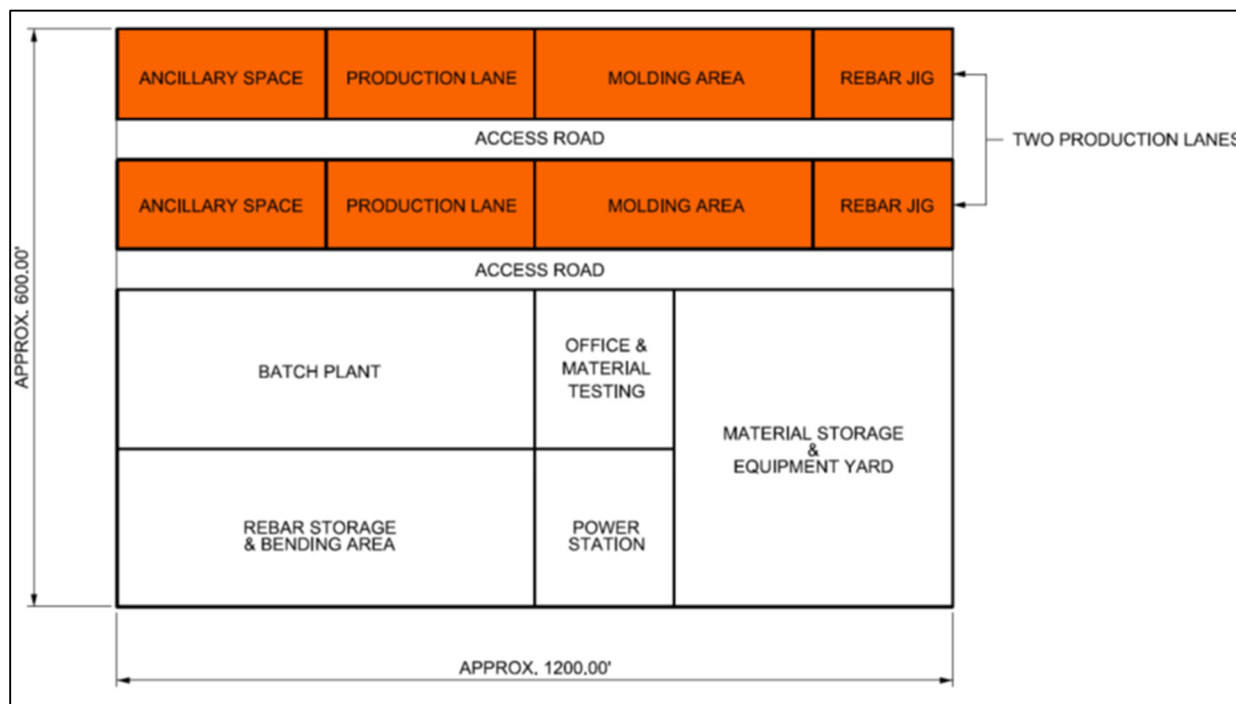 ANCILLARY SPACE
PRODUCTION LANE
MOLDING AREA
REBAR JIG
ACCESS ROAD
TWO PRODUCTION LANES
ANCILLARY SPACE
PRODUCTION LANE
MOLDING AREA
REBAR JIG
ACCESS ROAD
APPROX. 600.00'
BATCH PLANT
OFFICE &
MATERIAL
TESTING
MATERIAL STORAGE
&
EQUIPMENT YARD
REBAR STORAGE
& BENDING AREA
POWER
STATION
APPROX. 1200.00'